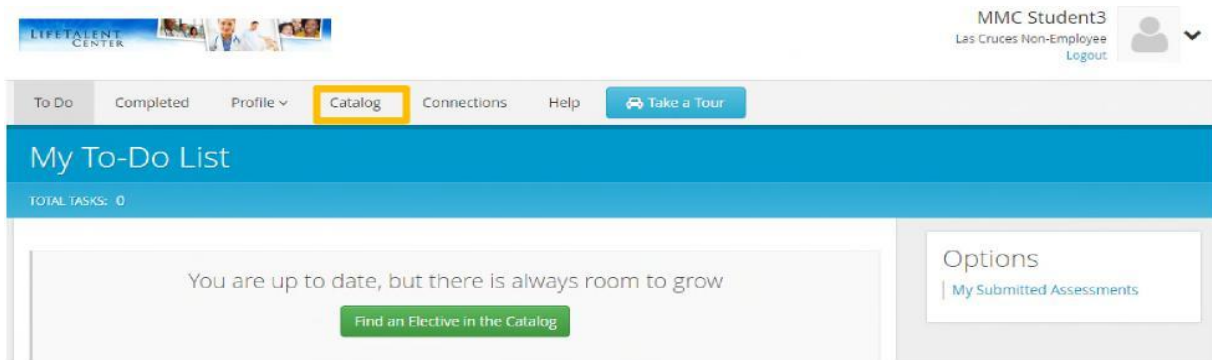 LIFETALENT
CENTER
MMC Student3
Las Cruces Non-Employee
Logout
To Do Completed Profile Catalog Connections Help Take a Tour
My To-Do List
TOTAL TASKS: 0
You are up to date, but there is always room to grow
Find an Elective in the Catalog
Options
My Submitted Assessments